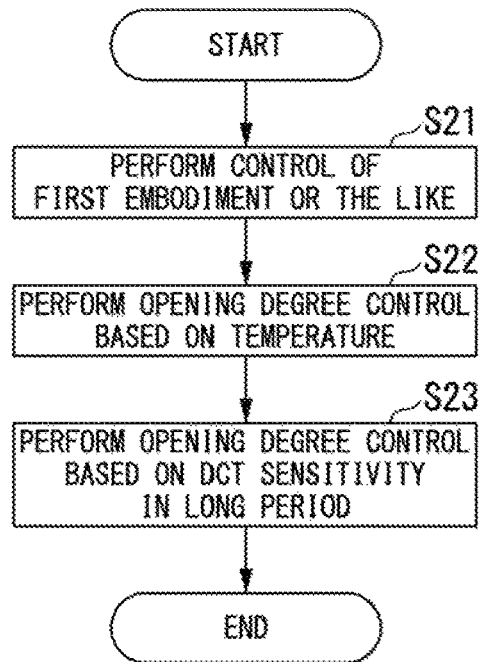 START
S21
PERFORM CONTROL OF
FIRST EMBODIMENT OR THE LIKE
S22
PERFORM OPENING DEGREE CONTROL
BASED ON TEMPERATURE
S23
PERFORM OPENING DEGREE CONTROL
BASED ON DCT SENSITIVITY
IN LONG PERIOD
END